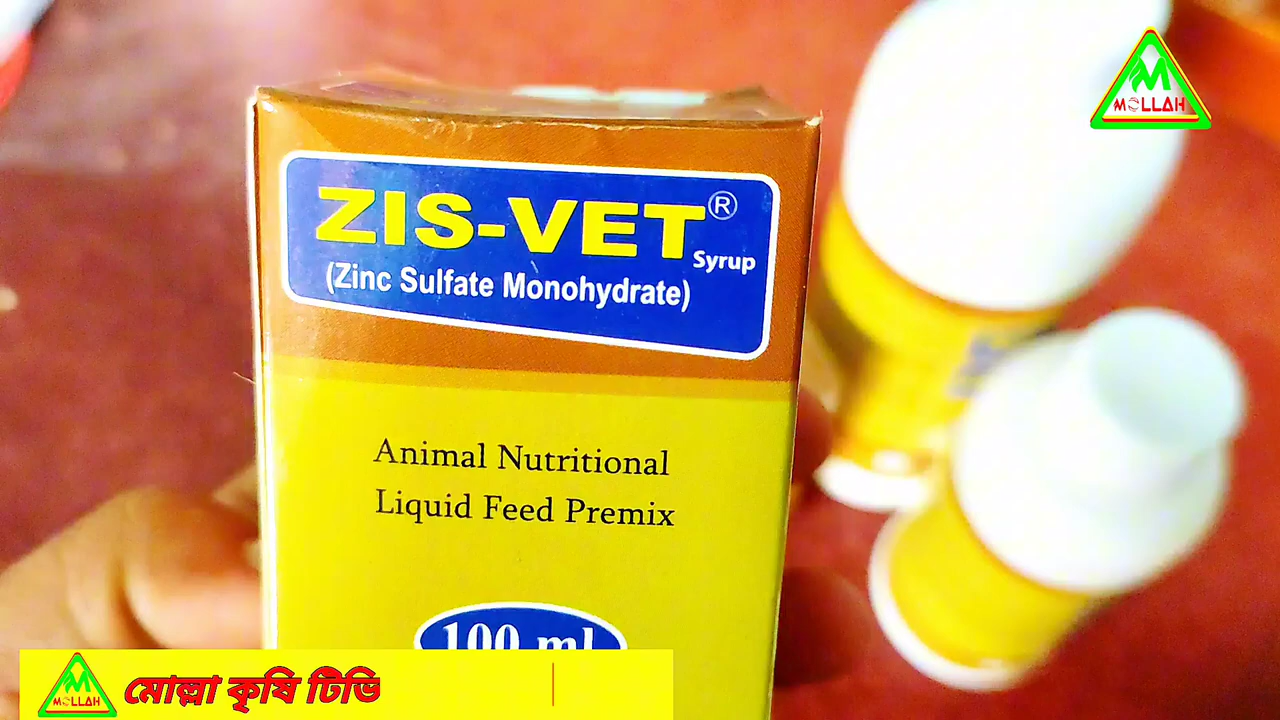 MOLLAH
ZIS-VET®
Syrup
(Zinc Sulfate Monohydrate)
Animal Nutritional
Liquid Feed Premix
100 ml
MOLLAH
মোল্লা কৃষি টিভি